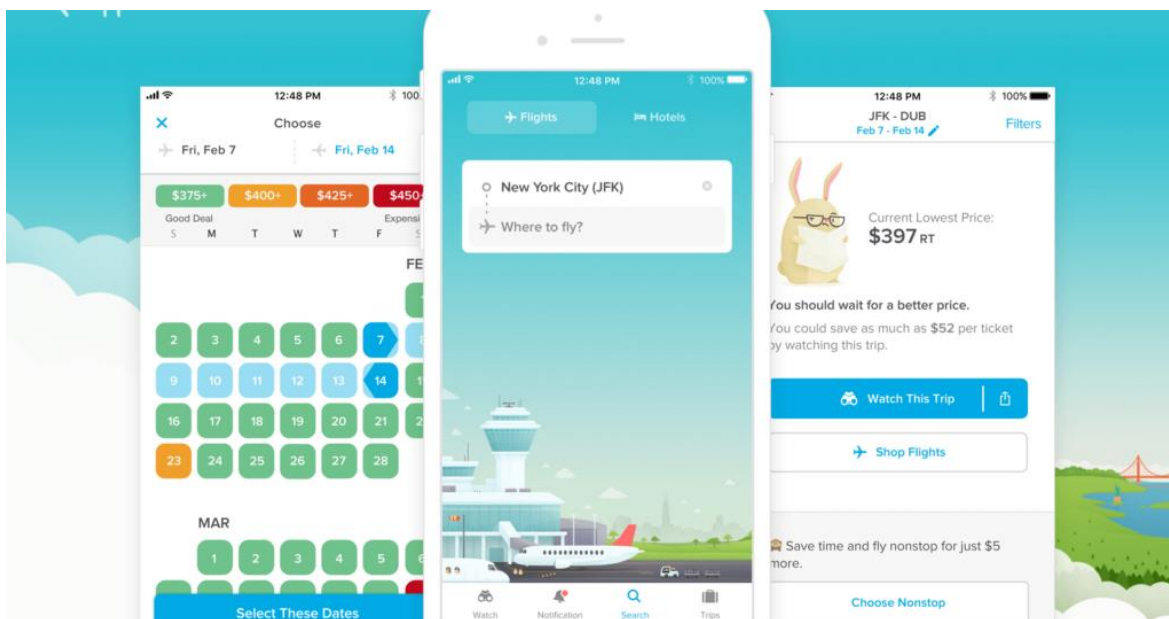 12:48 PM
100
Choose
Fri, Feb 7
Fri, Feb 14
$375+ $400+ $425+ $450
Good Deal
S M T W T F S
2 3 4 5 6 7 8
9 10 11 12 13 14
16 17 18 19 20 21 2
23 24 25 26 27 28
MAR
1 2 3 4 5 6
Select These Dates
12:48 PM 100%
Flights Hotels
New York City (JFK)
Where to fly?
Watch Notification Search Trips
12:48 PM 100%
JFK - DUB
Feb 7 - Feb 14
Filters
Current Lowest Price:
$397 RT
You should wait for a better price.
You could save as much as $52 per ticket
by watching this trip.
Watch This Trip
Shop Flights
Save time and fly nonstop for just $5
more.
Choose Nonstop